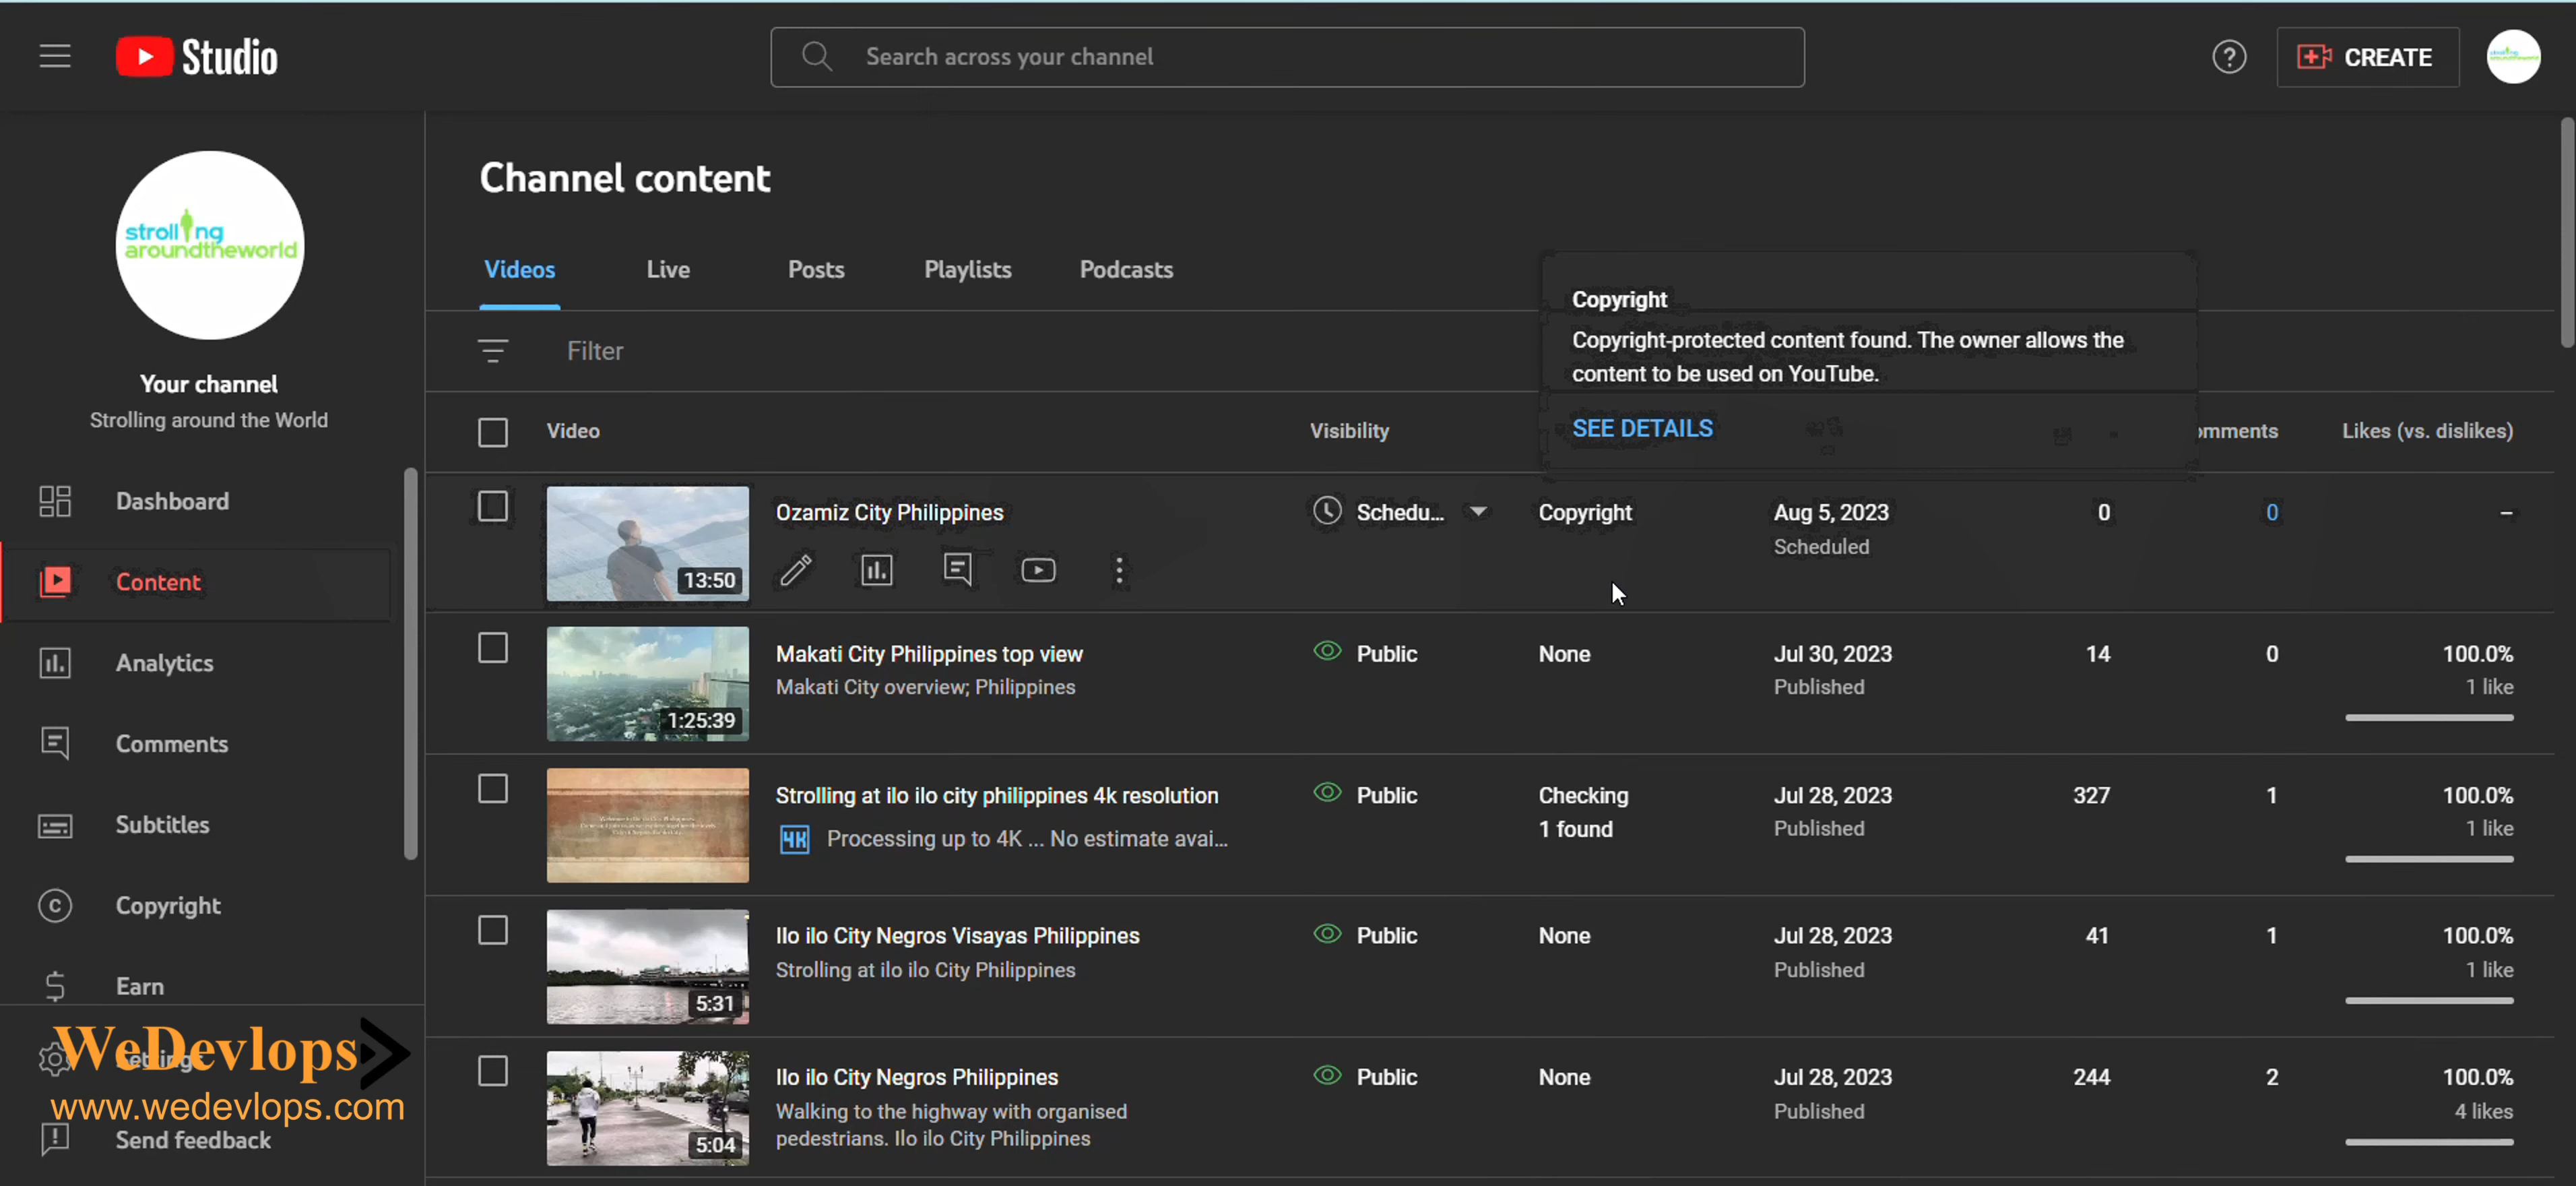 Studio
Search across your channel
CREATE
strolling
aroundtheworld
Your channel
Strolling around the World
Dashboard
Content
Analytics
Comments
Subtitles
Copyright
Earn
Settings
Send feedback
WeDevlops
www.wedevlops.com
Channel content
Videos Live Posts Playlists Podcasts
Filter
Copyright
Copyright-protected content found. The owner allows the
content to be used on YouTube.
SEE DETAILS
Video Visibility omments Likes (vs. dislikes)
13:50
Ozamiz City Philippines Schedu... Copyright Aug 5, 2023 0 0 –
Scheduled
1:25:39
Makati City Philippines top view Public None Jul 30, 2023 14 0 100.0%
Makati City overview; Philippines Published 1 like
Strolling at ilo ilo city philippines 4k resolution Public Checking Jul 28, 2023 327 1 100.0%
4K Processing up to 4K ... No estimate avai... 1 found Published 1 like
5:31
Ilo ilo City Negros Visayas Philippines Public None Jul 28, 2023 41 1 100.0%
Strolling at ilo ilo City Philippines Published 1 like
5:04
Ilo ilo City Negros Philippines Public None Jul 28, 2023 244 2 100.0%
Walking to the highway with organised Published 4 likes
pedestrians. Ilo ilo City Philippines